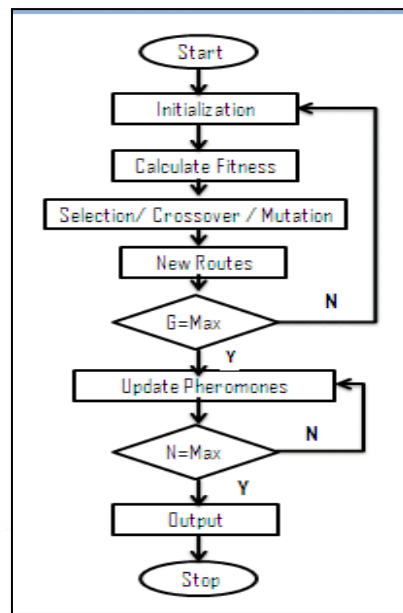 Start
Initialization
Calculate Fitness
Selection/ Crossover / Mutation
New Routes
N
G=Max
Y
Update Pheromones
N
N=Max
Y
Output
Stop